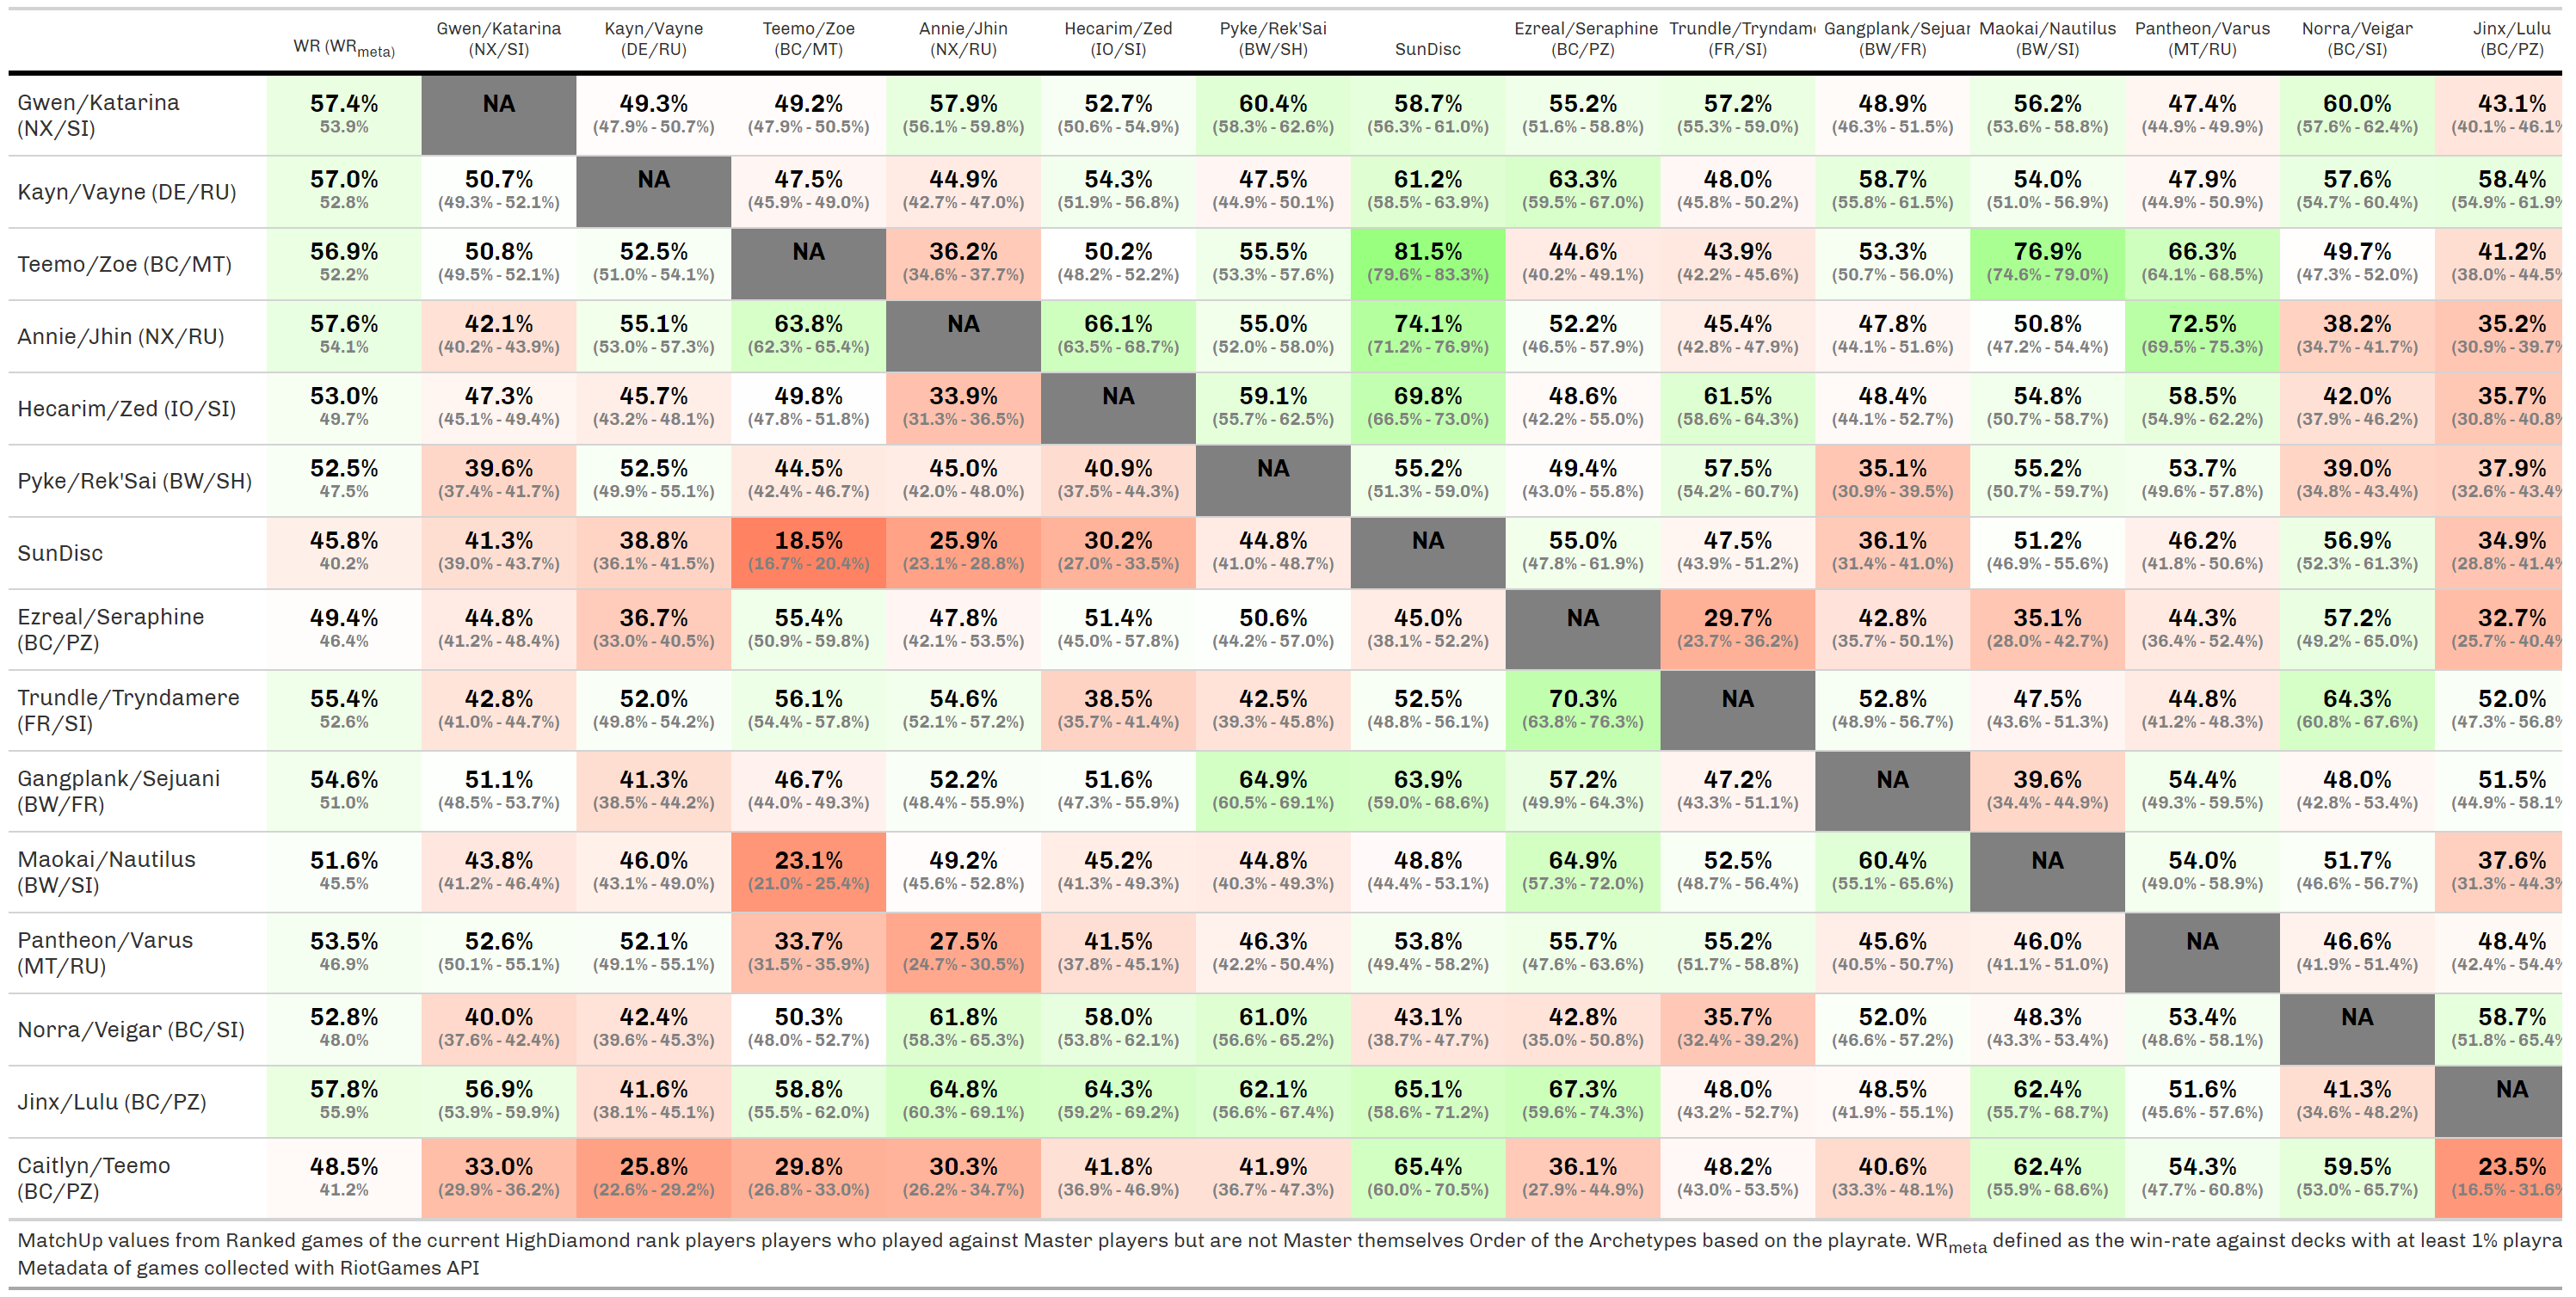 WR (WRmeta) Gwen/Katarina (NX/SI) Kayn/Vayne (DE/RU) Teemo/Zoe (BC/MT) Annie/Jhin (NX/RU) Hecarim/Zed (IO/SI) Pyke/Rek'Sai (BW/SH) SunDisc Ezreal/Seraphine (BC/PZ) Trundle/Tryndam (FR/SI) Gangplank/Sejuar (BW/FR) Maokai/Nautilus (BW/SI) Pantheon/Varus (MT/RU) Norra/Veigar (BC/SI) Jinx/Lulu (BC/PZ)
Gwen/Katarina 57.4% NA 49.3% 49.2% 57.9% 52.7% 60.4% 58.7% 55.2% 57.2% 48.9% 56.2% 47.4% 60.0% 43.1%
(NX/SI) 53.9% (47.9% - 50.7%) (47.9% - 50.5%) (56.1% - 59.8%) (50.6% - 54.9%) (58.3% - 62.6%) (56.3% - 61.0%) (51.6% - 58.8%) (55.3% - 59.0%) (46.3% - 51.5%) (53.6% - 58.8%) (44.9% - 49.9%) (57.6% - 62.4%) (40.1% - 46.1%
Kayn/Vayne (DE/RU) 57.0% 50.7% NA 47.5% 44.9% 54.3% 47.5% 61.2% 63.3% 48.0% 58.7% 54.0% 47.9% 57.6% 58.4%
52.8% (49.3% - 52.1%) (45.9% - 49.0%) (42.7% - 47.0%) (51.9% - 56.8%) (44.9% - 50.1%) (58.5% - 63.9%) (59.5% - 67.0%) (45.8% - 50.2%) (55.8% - 61.5%) (51.0% - 56.9%) (44.9% - 50.9%) (54.7% - 60.4%) (54.9% - 61.9%
Teemo/Zoe (BC/MT) 56.9% 50.8% 52.5% NA 36.2% 50.2% 55.5% 81.5% 44.6% 43.9% 53.3% 76.9% 66.3% 49.7% 41.2%
52.2% (49.5% - 52.1%) (51.0% - 54.1%) (34.6% - 37.7%) (48.2% - 52.2%) (53.3% - 57.6%) (79.6% - 83.3%) (40.2% - 49.1%) (42.2% - 45.6%) (50.7% - 56.0%) (74.6% - 79.0%) (64.1% - 68.5%) (47.3% - 52.0%) (38.0% - 44.5%
Annie/Jhin (NX/RU) 57.6% 42.1% 55.1% 63.8% NA 66.1% 55.0% 74.1% 52.2% 45.4% 47.8% 50.8% 72.5% 38.2% 35.2%
54.1% (40.2% - 43.9%) (53.0% - 57.3%) (62.3% - 65.4%) (63.5% - 68.7%) (52.0% - 58.0%) (71.2% - 76.9%) (46.5% - 57.9%) (42.8% - 47.9%) (44.1% - 51.6%) (47.2% - 54.4%) (69.5% - 75.3%) (34.7% - 41.7%) (30.9% - 39.7%
Hecarim/Zed (IO/SI) 53.0% 47.3% 45.7% 49.8% 33.9% NA 59.1% 69.8% 48.6% 61.5% 48.4% 54.8% 58.5% 42.0% 35.7%
49.7% (45.1% - 49.4%) (43.2% - 48.1%) (47.8% - 51.8%) (31.3% - 36.5%) (55.7% - 62.5%) (66.5% - 73.0%) (42.2% - 55.0%) (58.6% - 64.3%) (44.1% - 52.7%) (50.7% - 58.7%) (54.9% - 62.2%) (37.9% - 46.2%) (30.8% - 40.8%
Pyke/Rek'Sai (BW/SH) 52.5% 39.6% 52.5% 44.5% 45.0% 40.9% NA 55.2% 49.4% 57.5% 35.1% 55.2% 53.7% 39.0% 37.9%
47.5% (37.4% - 41.7%) (49.9% - 55.1%) (42.4% - 46.7%) (42.0% - 48.0%) (37.5% - 44.3%) (51.3% - 59.0%) (43.0% - 55.8%) (54.2% - 60.7%) (30.9% - 39.5%) (50.7% - 59.7%) (49.6% - 57.8%) (34.8% - 43.4%) (32.6% - 43.4%
SunDisc 45.8% 41.3% 38.8% 18.5% 25.9% 30.2% 44.8% NA 55.0% 47.5% 36.1% 51.2% 46.2% 56.9% 34.9%
40.2% (39.0% - 43.7%) (36.1% - 41.5%) (16.7% - 20.4%) (23.1% - 28.8%) (27.0% - 33.5%) (41.0% - 48.7%) (47.8% - 61.9%) (43.9% - 51.2%) (31.4% - 41.0%) (46.9% - 55.6%) (41.8% - 50.6%) (52.3% - 61.3%) (28.8% - 41.4%
Ezreal/Seraphine 49.4% 44.8% 36.7% 55.4% 47.8% 51.4% 50.6% 45.0% NA 29.7% 42.8% 35.1% 44.3% 57.2% 32.7%
(BC/PZ) 46.4% (41.2% - 48.4%) (33.0% - 40.5%) (50.9% - 59.8%) (42.1% - 53.5%) (45.0% - 57.8%) (44.2% - 57.0%) (38.1% - 52.2%) (23.7% - 36.2%) (35.7% - 50.1%) (28.0% - 42.7%) (36.4% - 52.4%) (49.2% - 65.0%) (25.7% - 40.4%
Trundle/Tryndamere 55.4% 42.8% 52.0% 56.1% 54.6% 38.5% 42.5% 52.5% 70.3% NA 52.8% 47.5% 44.8% 64.3% 52.0%
(FR/SI) 52.6% (41.0% - 44.7%) (49.8% - 54.2%) (54.4% - 57.8%) (52.1% - 57.2%) (35.7% - 41.4%) (39.3% - 45.8%) (48.8% - 56.1%) (63.8% - 76.3%) (48.9% - 56.7%) (43.6% - 51.3%) (41.2% - 48.3%) (60.8% - 67.6%) (47.3% - 56.8%
Gangplank/Sejuani 54.6% 51.1% 41.3% 46.7% 52.2% 51.6% 64.9% 63.9% 57.2% 47.2% NA 39.6% 54.4% 48.0% 51.5%
(BW/FR) 51.0% (48.5% - 53.7%) (38.5% - 44.2%) (44.0% - 49.3%) (48.4% - 55.9%) (47.3% - 55.9%) (60.5% - 69.1%) (59.0% - 68.6%) (49.9% - 64.3%) (43.3% - 51.1%) (34.4% - 44.9%) (49.3% - 59.5%) (42.8% - 53.4%) (44.9% - 58.1%
Maokai/Nautilus 51.6% 43.8% 46.0% 23.1% 49.2% 45.2% 44.8% 48.8% 64.9% 52.5% 60.4% NA 54.0% 51.7% 37.6%
(BW/SI) 45.5% (41.2% - 46.4%) (43.1% - 49.0%) (21.0% - 25.4%) (45.6% - 52.8%) (41.3% - 49.3%) (40.3% - 49.3%) (44.4% - 53.1%) (57.3% - 72.0%) (48.7% - 56.4%) (55.1% - 65.6%) (49.0% - 58.9%) (46.6% - 56.7%) (31.3% - 44.3%
Pantheon/Varus 53.5% 52.6% 52.1% 33.7% 27.5% 41.5% 46.3% 53.8% 55.7% 55.2% 45.6% 46.0% NA 46.6% 48.4%
(MT/RU) 46.9% (50.1% - 55.1%) (49.1% - 55.1%) (31.5% - 35.9%) (24.7% - 30.5%) (37.8% - 45.1%) (42.2% - 50.4%) (49.4% - 58.2%) (47.6% - 63.6%) (51.7% - 58.8%) (40.5% - 50.7%) (41.1% - 51.0%) (41.9% - 51.4%) (42.4% - 54.4%
Norra/Veigar (BC/SI) 52.8% 40.0% 42.4% 50.3% 61.8% 58.0% 61.0% 43.1% 42.8% 35.7% 52.0% 48.3% 53.4% NA 58.7%
48.0% (37.6% - 42.4%) (39.6% - 45.3%) (48.0% - 52.7%) (58.3% - 65.3%) (53.8% - 62.1%) (56.6% - 65.2%) (38.7% - 47.7%) (35.0% - 50.8%) (32.4% - 39.2%) (46.6% - 57.2%) (43.3% - 53.4%) (48.6% - 58.1%) (51.8% - 65.4%
Jinx/Lulu (BC/PZ) 57.8% 56.9% 41.6% 58.8% 64.8% 64.3% 62.1% 65.1% 67.3% 48.0% 48.5% 62.4% 51.6% 41.3% NA
55.9% (53.9% - 59.9%) (38.1% - 45.1%) (55.5% - 62.0%) (60.3% - 69.1%) (59.2% - 69.2%) (56.6% - 67.4%) (58.6% - 71.2%) (59.6% - 74.3%) (43.2% - 52.7%) (41.9% - 55.1%) (55.7% - 68.7%) (45.6% - 57.6%) (34.6% - 48.2%)
Caitlyn/Teemo 48.5% 33.0% 25.8% 29.8% 30.3% 41.8% 41.9% 65.4% 36.1% 48.2% 40.6% 62.4% 54.3% 59.5% 23.5%
(BC/PZ) 41.2% (29.9% - 36.2%) (22.6% - 29.2%) (26.8% - 33.0%) (26.2% - 34.7%) (36.9% - 46.9%) (36.7% - 47.3%) (60.0% - 70.5%) (27.9% - 44.9%) (43.0% - 53.5%) (33.3% - 48.1%) (55.9% - 68.6%) (47.7% - 60.8%) (53.0% - 65.7%) (16.5% - 31.6%
MatchUp values from Ranked games of the current HighDiamond rank players players who played against Master players but are not Master themselves Order of the Archetypes based on the playrate. WRmeta defined as the win-rate against decks with at least 1% playra
Metadata of games collected with RiotGames API